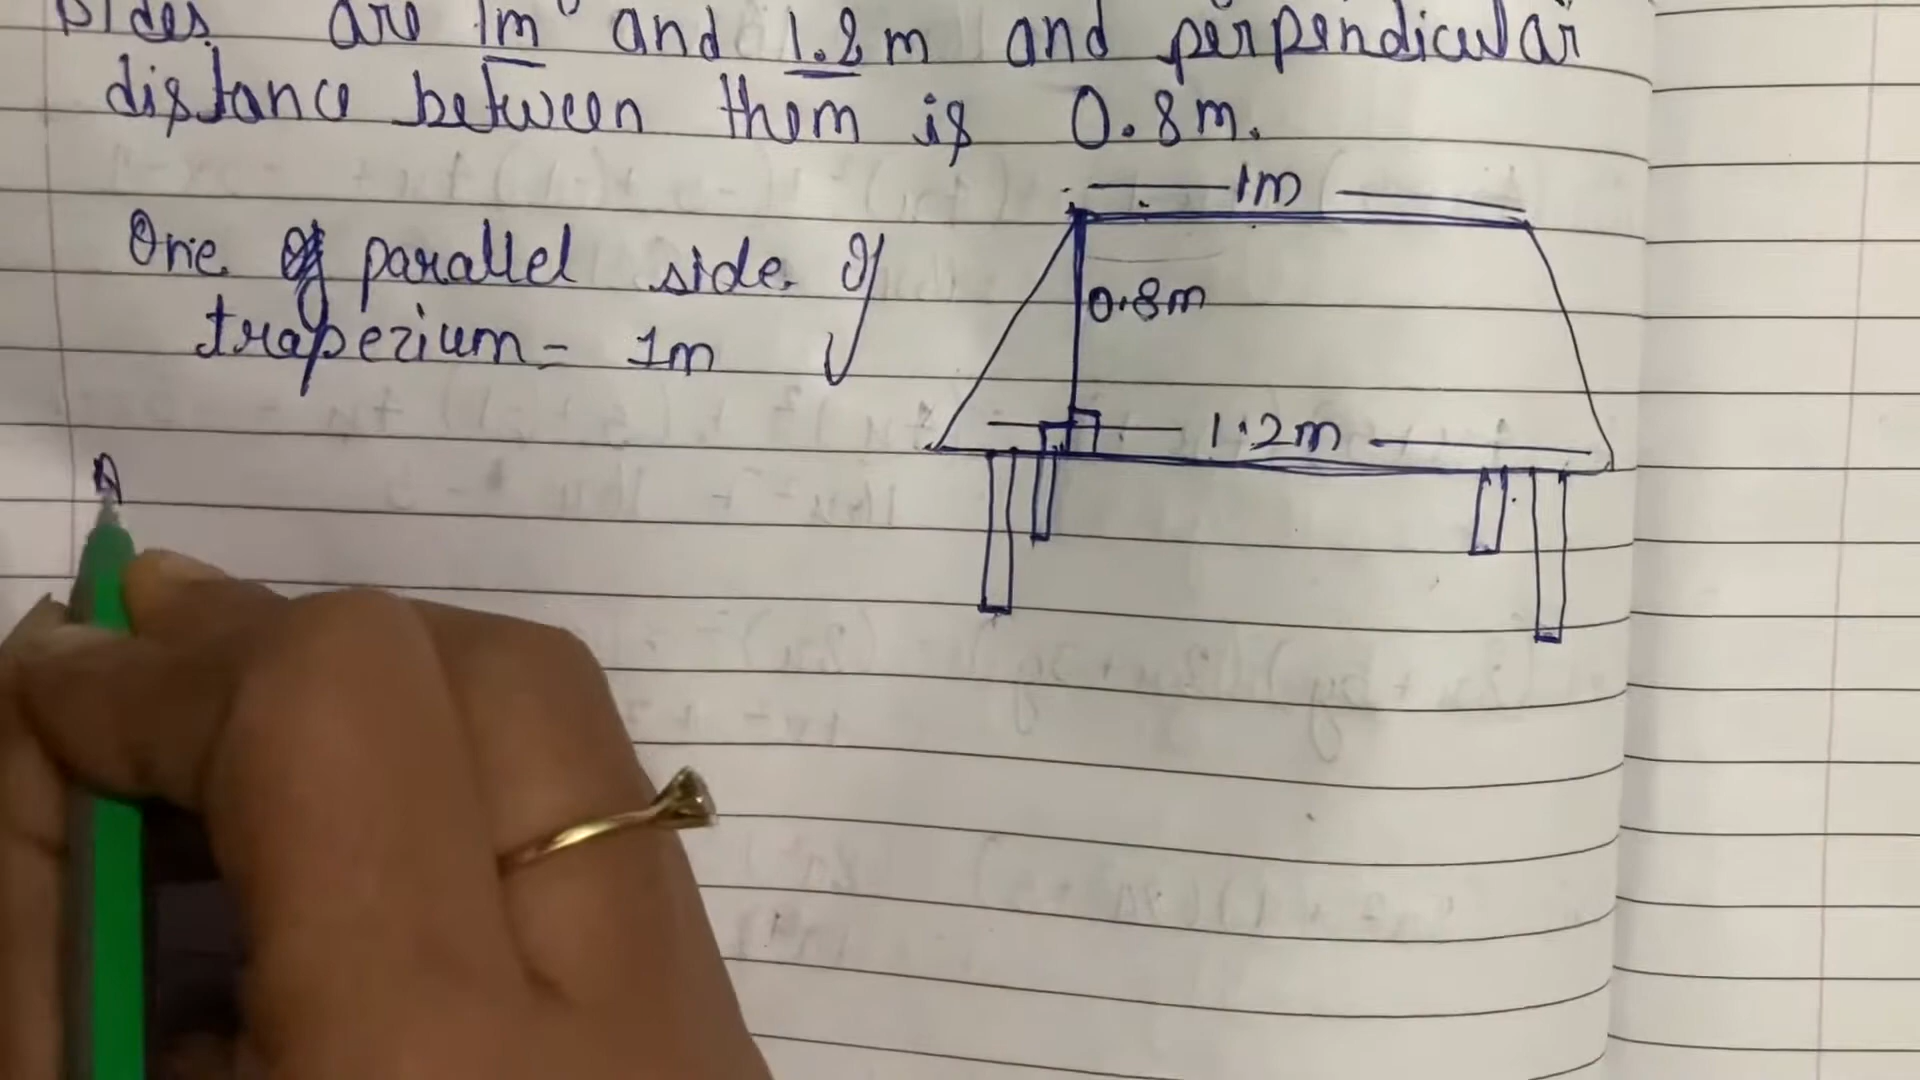 sides are 1m and 1.2m and perpendicular
distance between them is 0.8m.
One of parallel side of
trapezium = 1m
A
1m
0.8m
1.2m